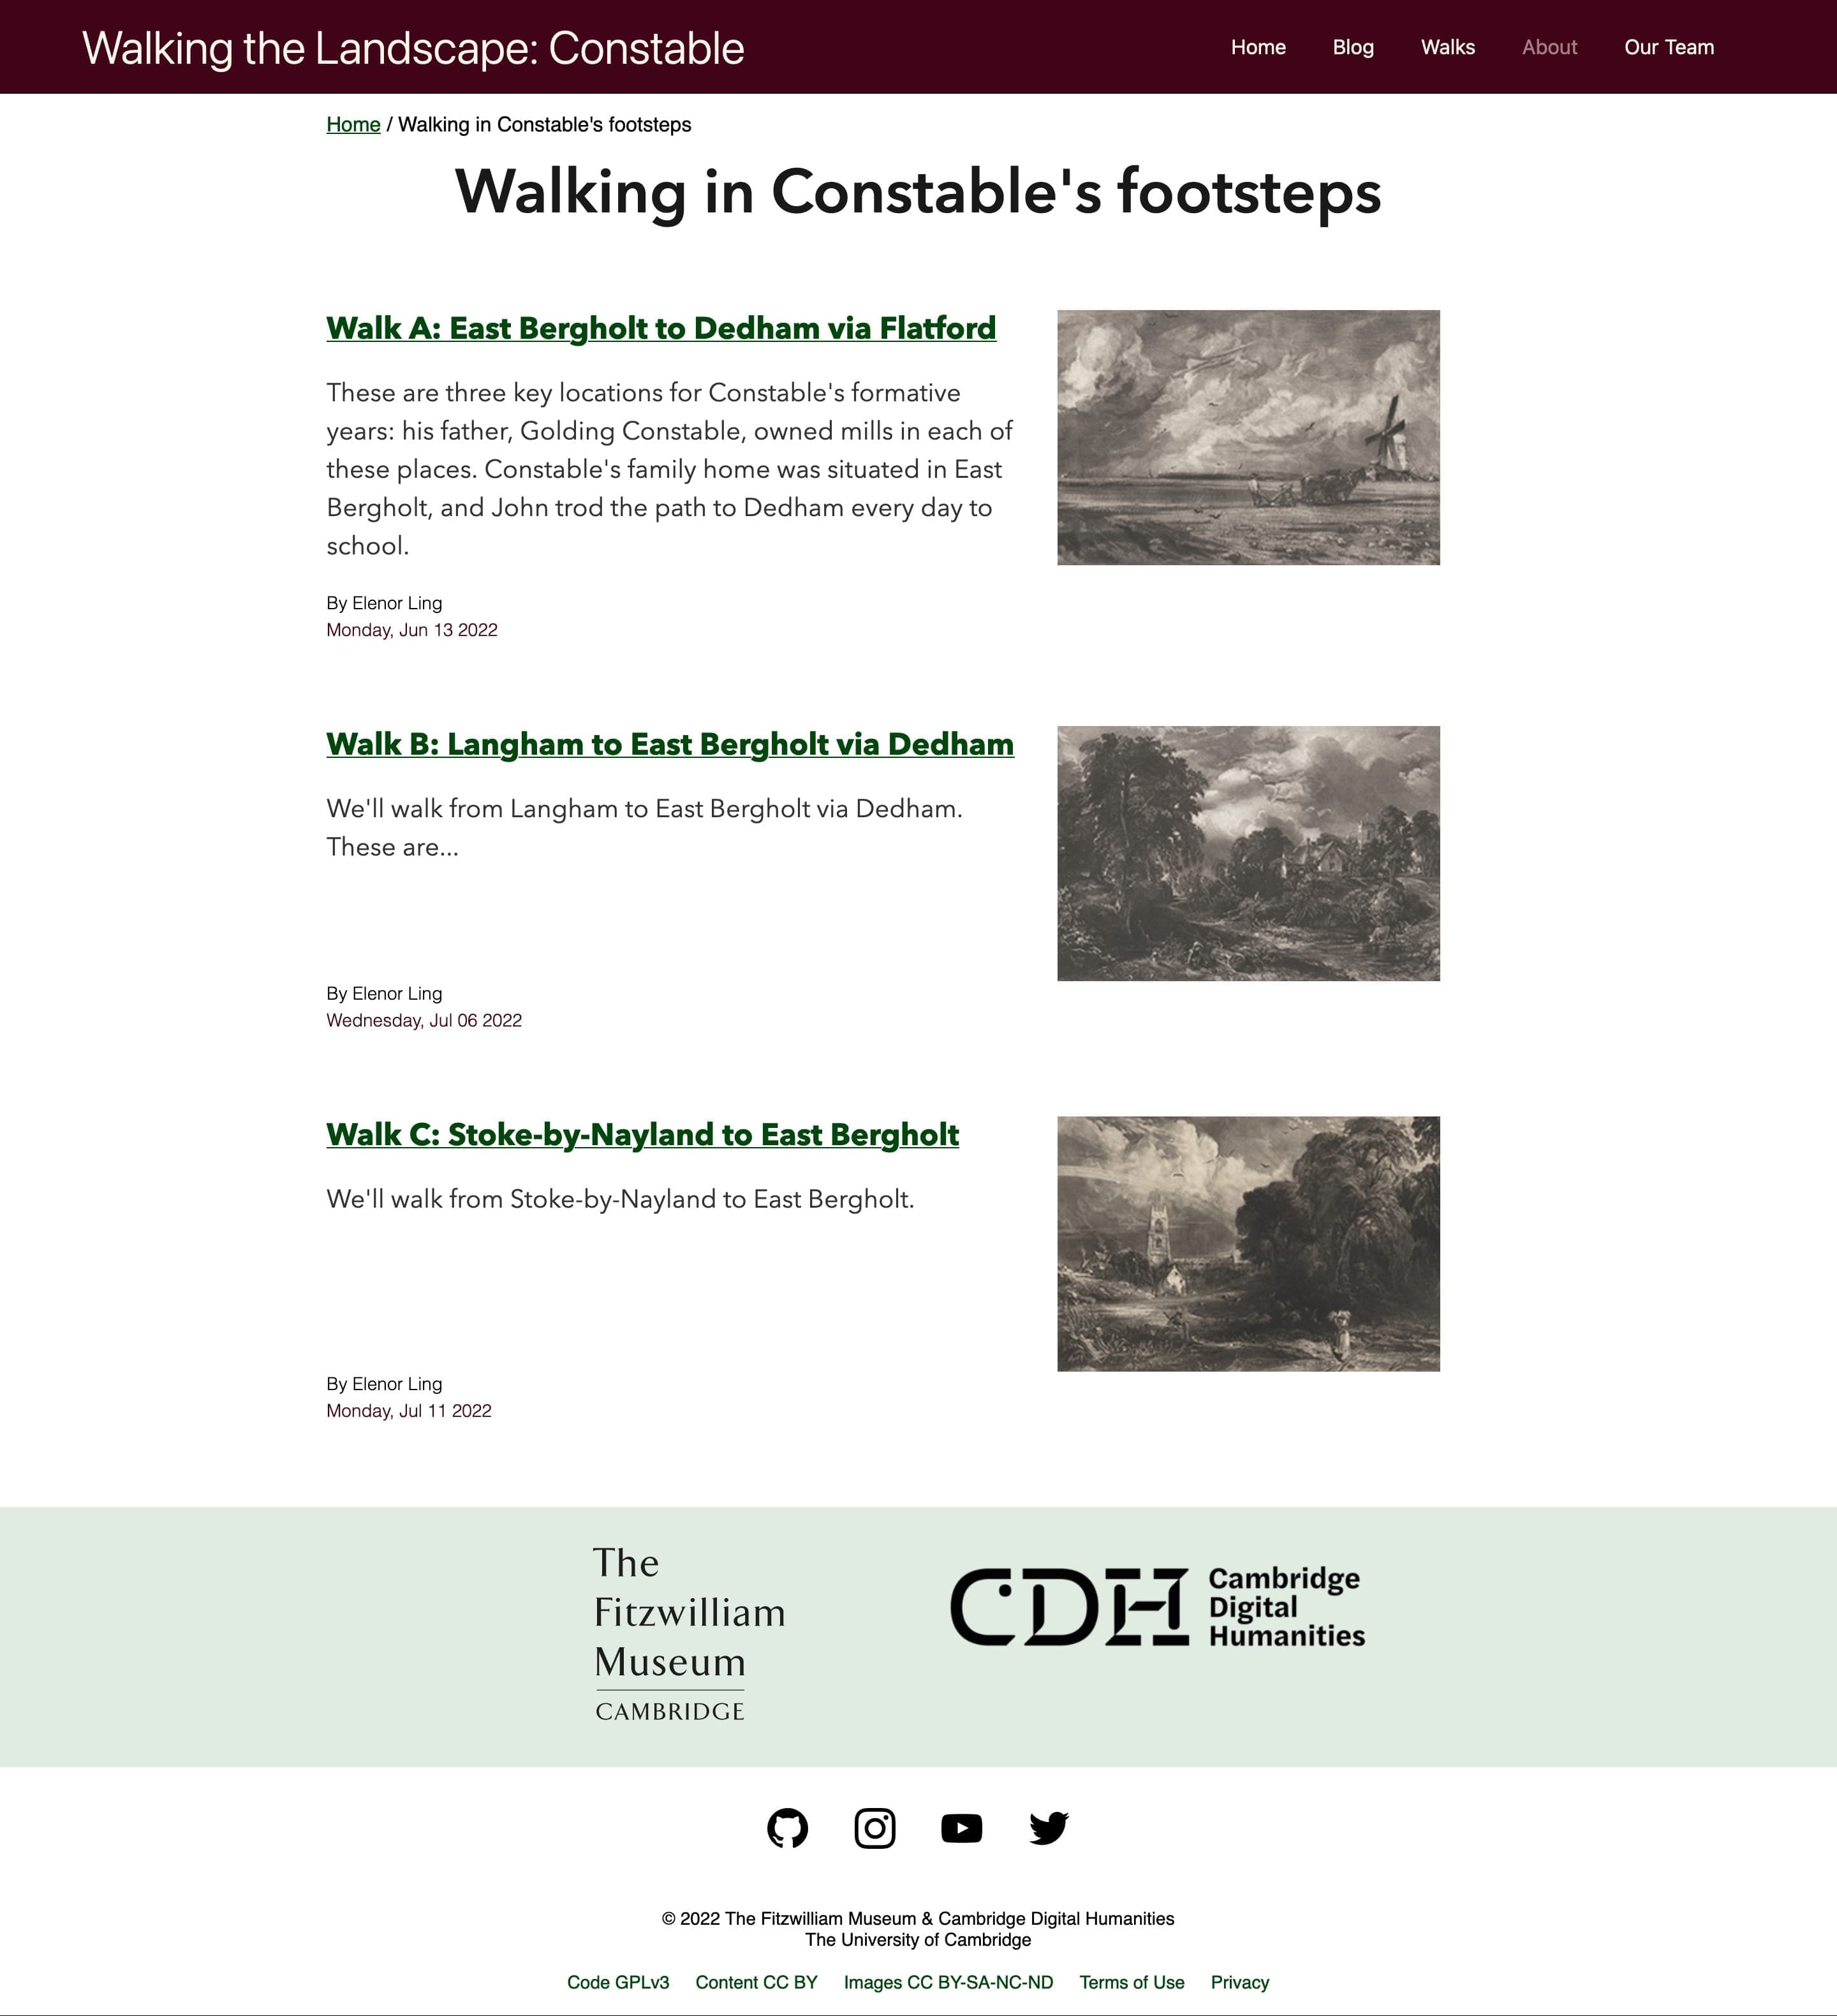 Walking the Landscape: Constable
Home Blog Walks About Our Team
Home / Walking in Constable's footsteps
Walking in Constable's footsteps
Walk A: East Bergholt to Dedham via Flatford
These are three key locations for Constable's formative
years: his father, Golding Constable, owned mills in each of
these places. Constable's family home was situated in East
Bergholt, and John trod the path to Dedham every day to
school.
By Elenor Ling
Monday, Jun 13 2022
Walk B: Langham to East Bergholt via Dedham
We'll walk from Langham to East Bergholt via Dedham.
These are...
By Elenor Ling
Wednesday, Jul 06 2022
Walk C: Stoke-by-Nayland to East Bergholt
We'll walk from Stoke-by-Nayland to East Bergholt.
By Elenor Ling
Monday, Jul 11 2022
The
Fitzwilliam
Museum
CAMBRIDGE
CDH
Cambridge
Digital
Humanities
© 2022 The Fitzwilliam Museum & Cambridge Digital Humanities
The University of Cambridge
Code GPLv3 Content CC BY Images CC BY-SA-NC-ND Terms of Use Privacy